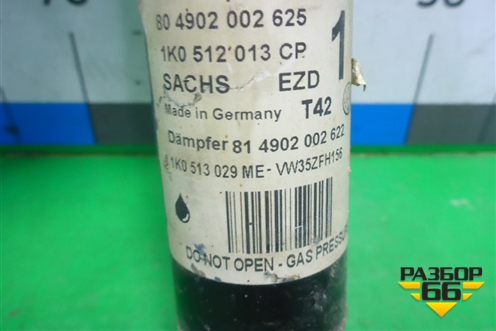 80 4902 002 625
1K0 512 013 CP
SACHS EZD
1
Made in Germany T42
Dämpfer 81 4902 002 622
1K0 513 029 ME - VW35ZFH156
DO NOT OPEN - GAS PRESSU
РАЗБОР
66